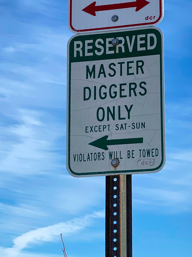 RESERVED
MASTER
DIGGERS
ONLY
EXCEPT SAT-SUN
VIOLATORS WILL BE TOWED